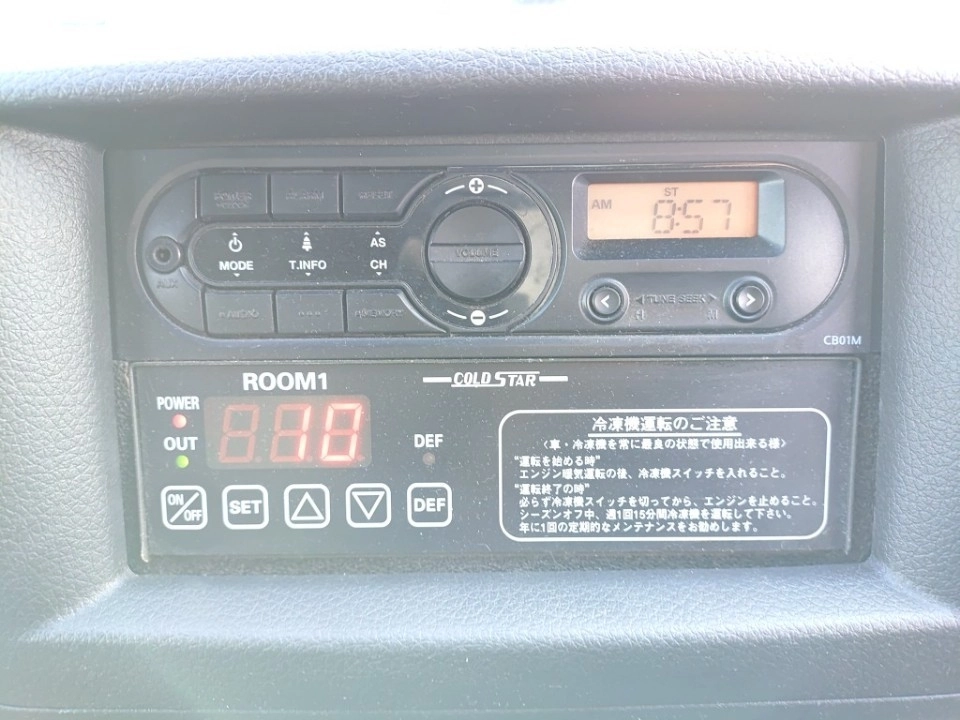 ST
AM 8:57
MODE T.INFO AS
CH
VOLUME
AUX
TUNE SEEK
CB01M
ROOM1
COLD STAR
POWER
OUT
10
DEF
ON/OFF SET DEF
冷凍機運転のご注意
〈車・冷凍機を常に最良の状態で使用出来る様〉
"運転を始める時"
エンジン暖気運転の後、冷凍機スイッチを入れること。
"運転終了の時"
必らず冷凍機スイッチを切ってから、エンジンを止めること。
シーズンオフ中、週1回15分間冷凍機を運転して下さい。
年に1回の定期的なメンテナンスをお勧めします。